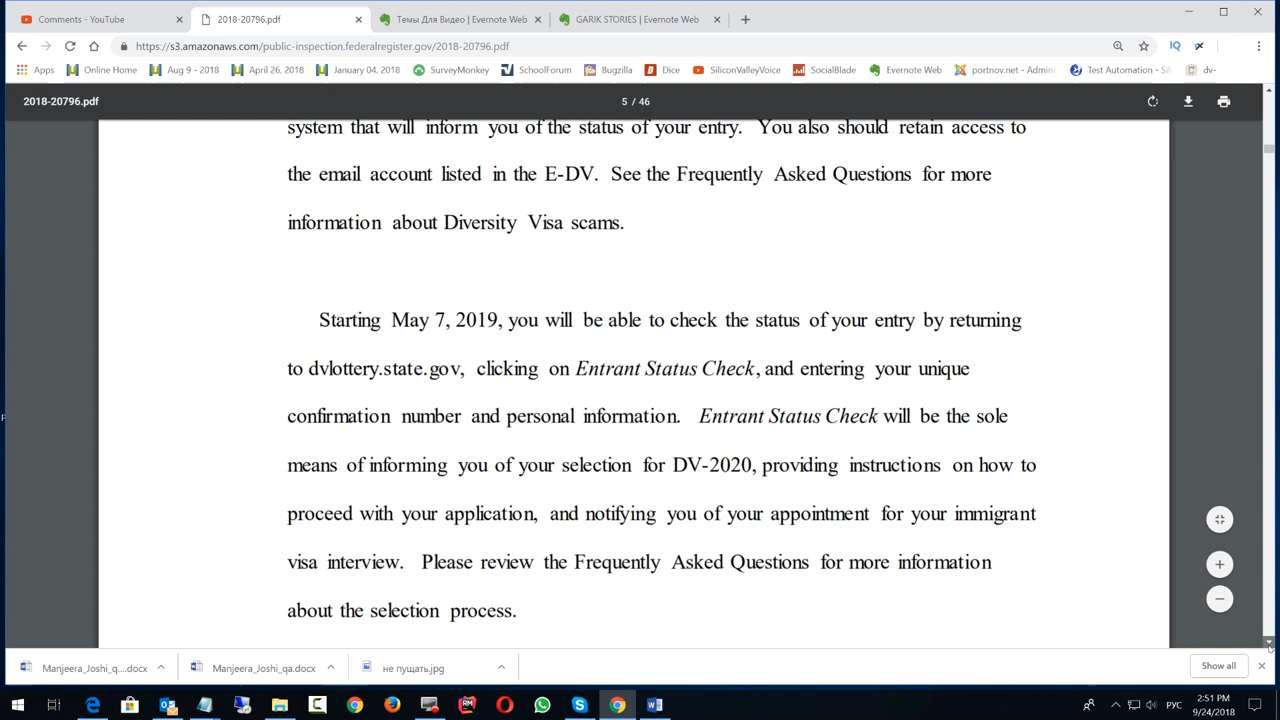 Comments - YouTube
2018-20796.pdf
Темы Для Видео | Evernote Web
GARIK STORIES | Evernote Web
https://s3.amazonaws.com/public-inspection.federalregister.gov/2018-20796.pdf
Apps
Online Home
Aug 9 - 2018
April 26, 2018
January 04, 2018
SurveyMonkey
SchoolForum
Bugzilla
Dice
SiliconValleyVoice
SocialBlade
Evernote Web
portnov.net - Admin
Test Automation - Sil
dv-
2018-20796.pdf
5 / 46
system that will inform you of the status of your entry. You also should retain access to
the email account listed in the E-DV. See the Frequently Asked Questions for more
information about Diversity Visa scams.
Starting May 7, 2019, you will be able to check the status of your entry by returning
to dvlottery.state.gov, clicking on Entrant Status Check, and entering your unique
confirmation number and personal information. Entrant Status Check will be the sole
means of informing you of your selection for DV-2020, providing instructions on how to
proceed with your application, and notifying you of your appointment for your immigrant
visa interview. Please review the Frequently Asked Questions for more information
about the selection process.
Manjeera_Joshi_q....docx
Manjeera_Joshi_qa.docx
не пущать.jpg
Show all
РУС
2:51 PM
9/24/2018